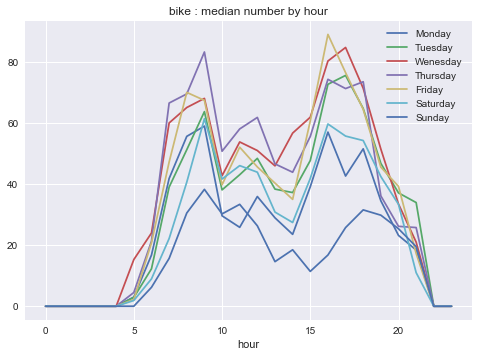 bike : median number by hour
Monday
Tuesday
Wenesday
Thursday
Friday
Saturday
Sunday
80
60
40
20
0
0 5 10 15 20
hour